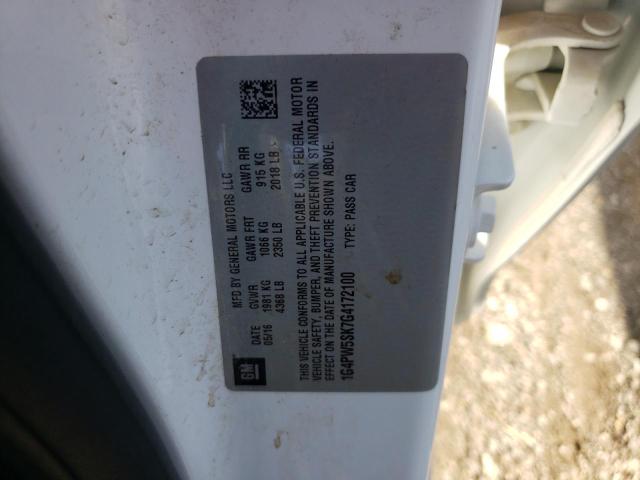 GM
MFD BY GENERAL MOTORS LLC
DATE GVWR GAWR FRT GAWR RR
05/16 1981 KG 1066 KG 915 KG
4368 LB 2350 LB 2018 LB
THIS VEHICLE CONFORMS TO ALL APPLICABLE U.S. FEDERAL MOTOR
VEHICLE SAFETY, BUMPER, AND THEFT PREVENTION STANDARDS IN
EFFECT ON THE DATE OF MANUFACTURE SHOWN ABOVE.
1G4PW5SK7G4172100 TYPE: PASS CAR